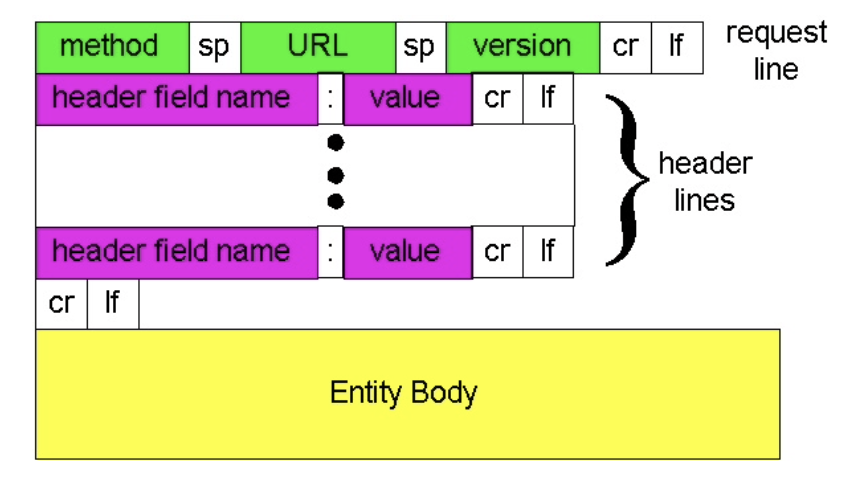 method sp URL sp version cr lf request line
header field name : value cr lf
header lines
header field name : value cr lf
cr lf
Entity Body